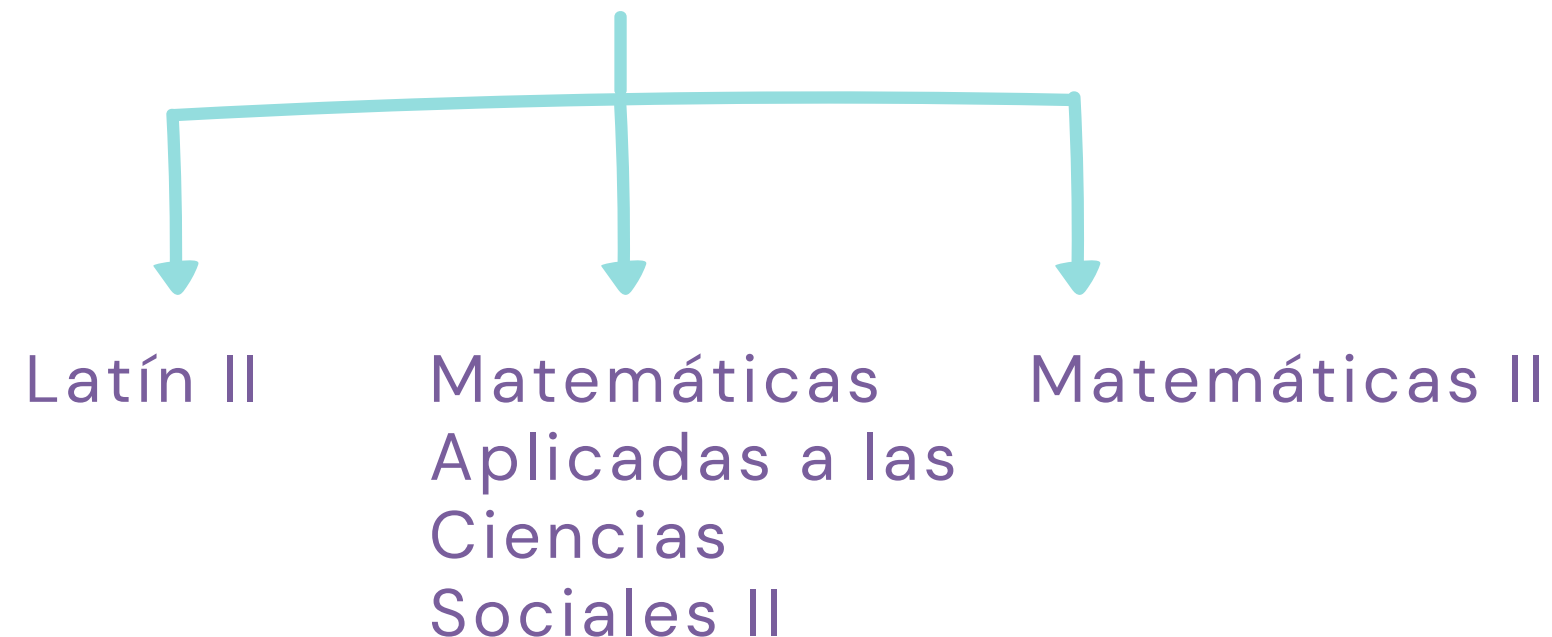 Latín II
Matemáticas
Aplicadas a las
Ciencias
Sociales II
Matemáticas II